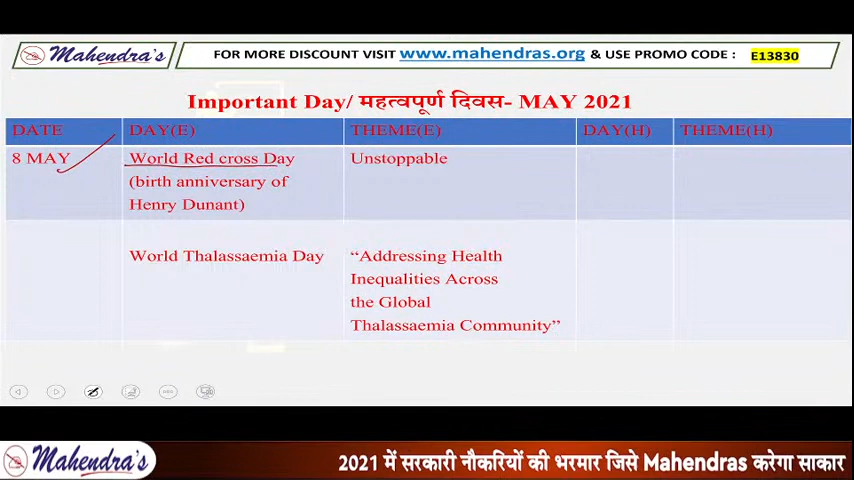 Mahendra's
FOR MORE DISCOUNT VISIT www.mahendras.org & USE PROMO CODE : E13830
Important Day/ महत्वपूर्ण दिवस- MAY 2021
DATE DAY(E) THEME(E) DAY(H) THEME(H)
8 MAY World Red cross Day Unstoppable
(birth anniversary of
Henry Dunant)
World Thalassaemia Day “Addressing Health
Inequalities Across
the Global
Thalassaemia Community”
Mahendra's 2021 में सरकारी नौकरियों की भरमार जिसे Mahendras करेगा साकार